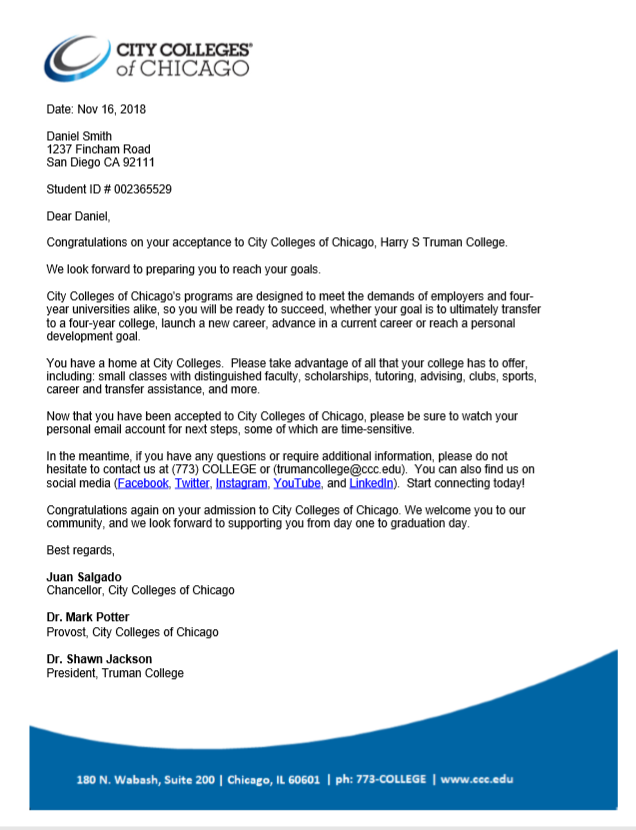 CITY COLLEGES®
of CHICAGO
Date: Nov 16, 2018
Daniel Smith
1237 Fincham Road
San Diego CA 92111
Student ID # 002365529
Dear Daniel,
Congratulations on your acceptance to City Colleges of Chicago, Harry S Truman College.
We look forward to preparing you to reach your goals.
City Colleges of Chicago's programs are designed to meet the demands of employers and four-
year universities alike, so you will be ready to succeed, whether your goal is to ultimately transfer
to a four-year college, launch a new career, advance in a current career or reach a personal
development goal.
You have a home at City Colleges.  Please take advantage of all that your college has to offer,
including: small classes with distinguished faculty, scholarships, tutoring, advising, clubs, sports,
career and transfer assistance, and more.
Now that you have been accepted to City Colleges of Chicago, please be sure to watch your
personal email account for next steps, some of which are time-sensitive.
In the meantime, if you have any questions or require additional information, please do not
hesitate to contact us at (773) COLLEGE or (trumancollege@ccc.edu).  You can also find us on
social media (Facebook, Twitter, Instagram, YouTube, and LinkedIn).  Start connecting today!
Congratulations again on your admission to City Colleges of Chicago. We welcome you to our
community, and we look forward to supporting you from day one to graduation day.
Best regards,
Juan Salgado
Chancellor, City Colleges of Chicago
Dr. Mark Potter
Provost, City Colleges of Chicago
Dr. Shawn Jackson
President, Truman College
180 N. Wabash, Suite 200 | Chicago, IL 60601 | ph: 773-COLLEGE | www.ccc.edu